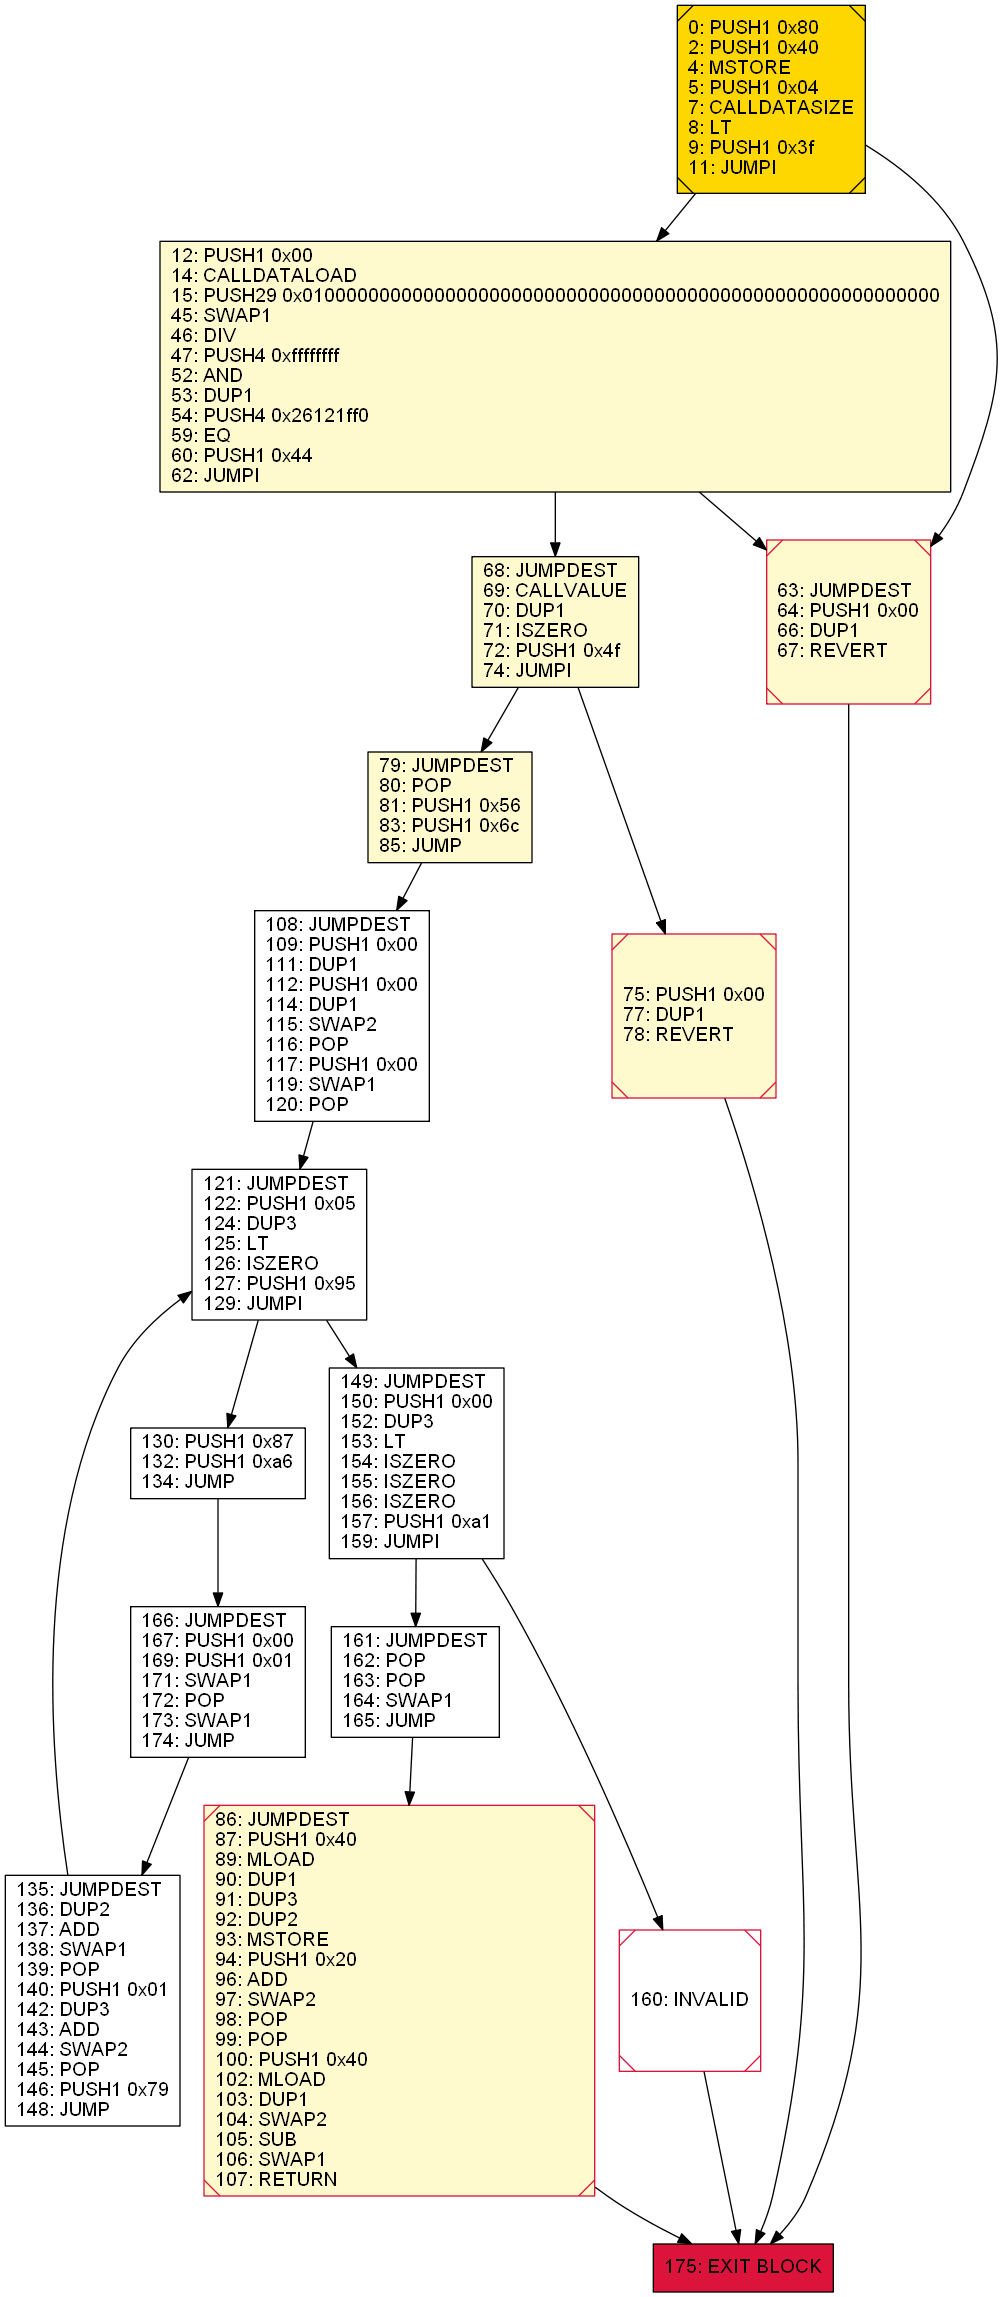 0: PUSH1 0x80
2: PUSH1 0x40
4: MSTORE
5: PUSH1 0x04
7: CALLDATASIZE
8: LT
9: PUSH1 0x3f
11: JUMPI
12: PUSH1 0x00
14: CALLDATALOAD
15: PUSH29 0x0100000000000000000000000000000000000000000000000000000000
45: SWAP1
46: DIV
47: PUSH4 0xffffffff
52: AND
53: DUP1
54: PUSH4 0x26121ff0
59: EQ
60: PUSH1 0x44
62: JUMPI
68: JUMPDEST
69: CALLVALUE
70: DUP1
71: ISZERO
72: PUSH1 0x4f
74: JUMPI
63: JUMPDEST
64: PUSH1 0x00
66: DUP1
67: REVERT
79: JUMPDEST
80: POP
81: PUSH1 0x56
83: PUSH1 0x6c
85: JUMP
108: JUMPDEST
109: PUSH1 0x00
111: DUP1
112: PUSH1 0x00
114: DUP1
115: SWAP2
116: POP
117: PUSH1 0x00
119: SWAP1
120: POP
75: PUSH1 0x00
77: DUP1
78: REVERT
121: JUMPDEST
122: PUSH1 0x05
124: DUP3
125: LT
126: ISZERO
127: PUSH1 0x95
129: JUMPI
130: PUSH1 0x87
132: PUSH1 0xa6
134: JUMP
149: JUMPDEST
150: PUSH1 0x00
152: DUP3
153: LT
154: ISZERO
155: ISZERO
156: ISZERO
157: PUSH1 0xa1
159: JUMPI
166: JUMPDEST
167: PUSH1 0x00
169: PUSH1 0x01
171: SWAP1
172: POP
173: SWAP1
174: JUMP
161: JUMPDEST
162: POP
163: POP
164: SWAP1
165: JUMP
135: JUMPDEST
136: DUP2
137: ADD
138: SWAP1
139: POP
140: PUSH1 0x01
142: DUP3
143: ADD
144: SWAP2
145: POP
146: PUSH1 0x79
148: JUMP
86: JUMPDEST
87: PUSH1 0x40
89: MLOAD
90: DUP1
91: DUP3
92: DUP2
93: MSTORE
94: PUSH1 0x20
96: ADD
97: SWAP2
98: POP
99: POP
100: PUSH1 0x40
102: MLOAD
103: DUP1
104: SWAP2
105: SUB
106: SWAP1
107: RETURN
160: INVALID
175: EXIT BLOCK